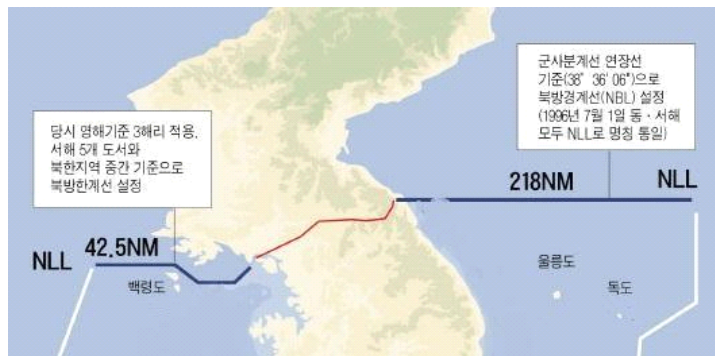 군사분계선 연장선
기준(38° 36' 06")으로
북방경계선(NBL) 설정
(1996년 7월 1일 동·서해
모두 NLL로 명칭 통일)
당시 영해기준 3해리 적용,
서해 5개 도서와
북한지역 중간 기준으로
북방한계선 설정
218NM
NLL
42.5NM
NLL
백령도
울릉도
독도